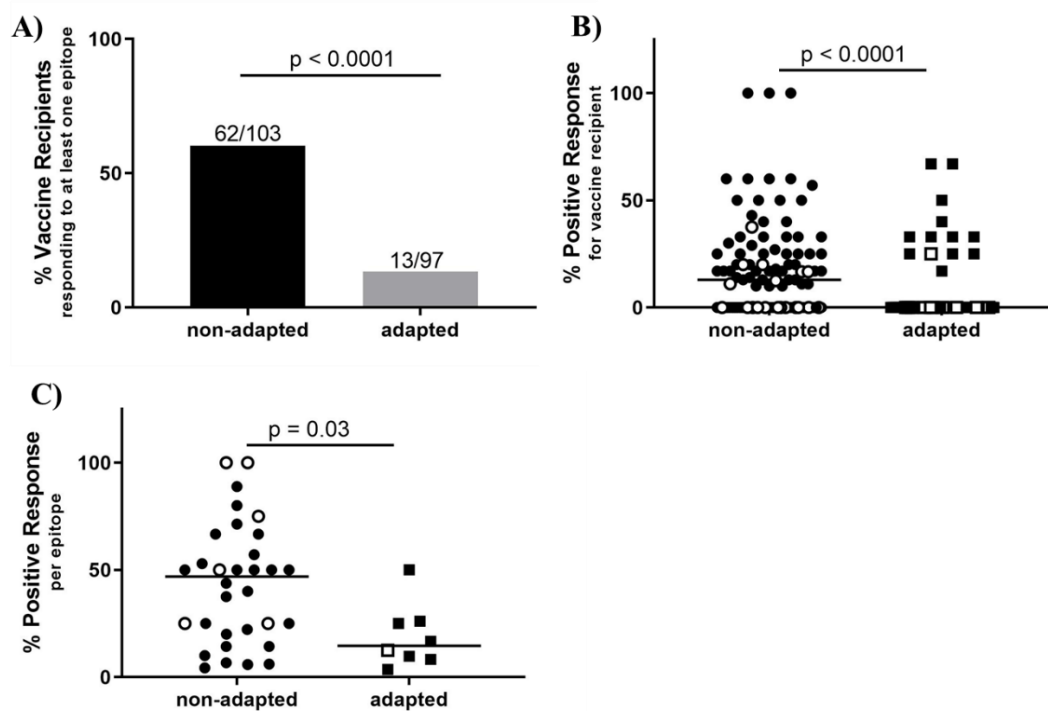 A)
% Vaccine Recipients
responding to at least one epitope
100
50
0
p < 0.0001
62/103
13/97
non-adapted
adapted
B)
% Positive Response
for vaccine recipient
100
50
0
p < 0.0001
non-adapted
adapted
C)
% Positive Response
per epitope
100
50
0
p = 0.03
non-adapted
adapted